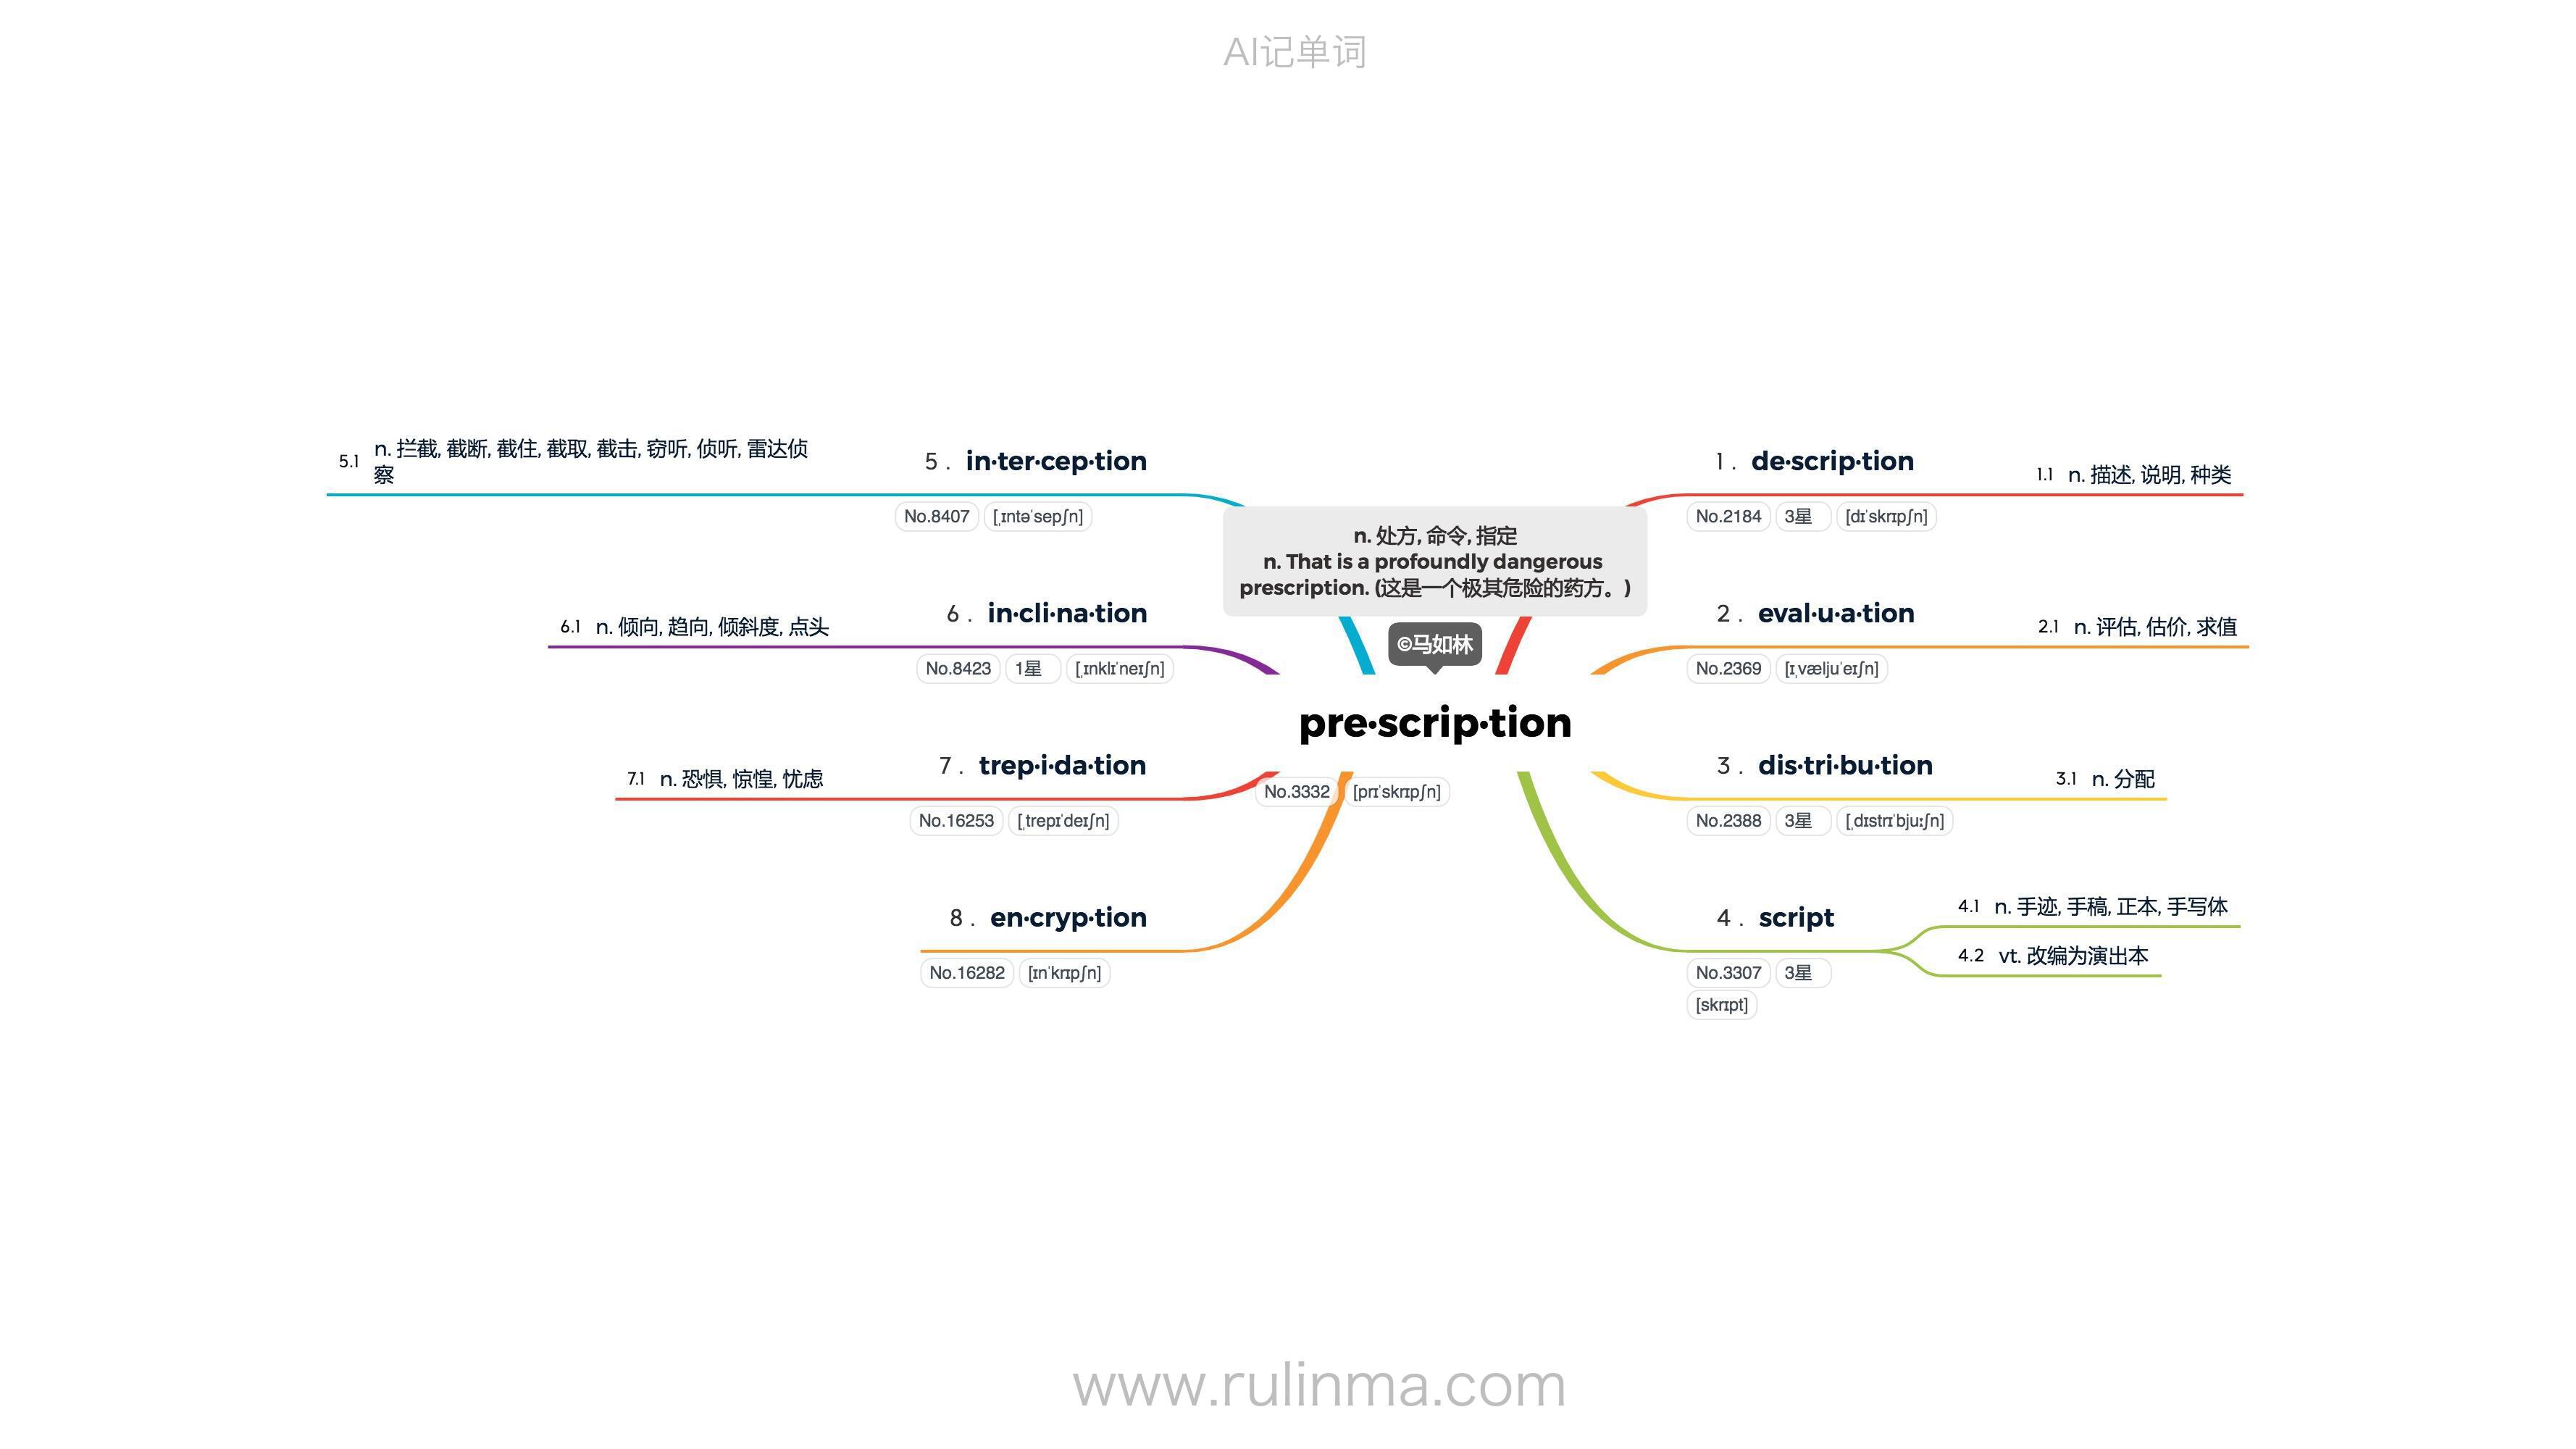 AI记单词
n. 处方, 命令, 指定
n. That is a profoundly dangerous
prescription. (这是一个极其危险的药方。)
©马如林
pre·scrip·tion
No.3332 [prɪˈskrɪpʃn]
1 . de·scrip·tion
No.2184 3星 [dɪˈskrɪpʃn]
1.1 n. 描述, 说明, 种类
2 . eval·u·a·tion
No.2369 [ɪˌvæljuˈeɪʃn]
2.1 n. 评估, 估价, 求值
3 . dis·tri·bu·tion
No.2388 3星 [ˌdɪstrɪˈbjuːʃn]
3.1 n. 分配
4 . script
No.3307 3星
[skrɪpt]
4.1 n. 手迹, 手稿, 正本, 手写体
4.2 vt. 改编为演出本
5 . in·ter·cep·tion
No.8407 [ˌɪntəˈsepʃn]
5.1 n. 拦截, 截断, 截住, 截取, 截击, 窃听, 侦听, 雷达侦
察
6 . in·cli·na·tion
No.8423 1星 [ˌɪnklɪˈneɪʃn]
6.1 n. 倾向, 趋向, 倾斜度, 点头
7 . trep·i·da·tion
No.16253 [ˌtrepɪˈdeɪʃn]
7.1 n. 恐惧, 惊惶, 忧虑
8 . en·cryp·tion
No.16282 [ɪnˈkrɪpʃn]
www.rulinma.com